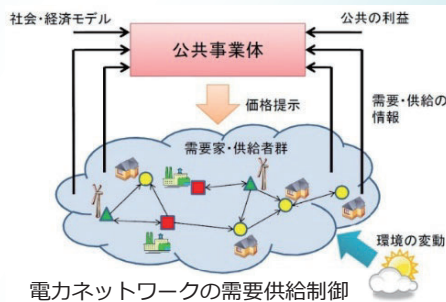 社会・経済モデル
公共の利益
公共事業体
価格提示
需要・供給の
情報
需要家・供給者群
環境の変動
電力ネットワークの需要供給制御